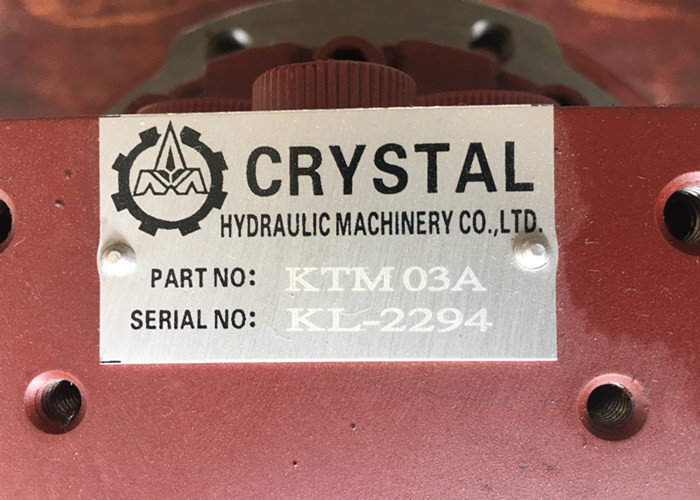 CRYSTAL
HYDRAULIC MACHINERY CO.,LTD.
PART NO: KTM 03A
SERIAL NO: KL-2294